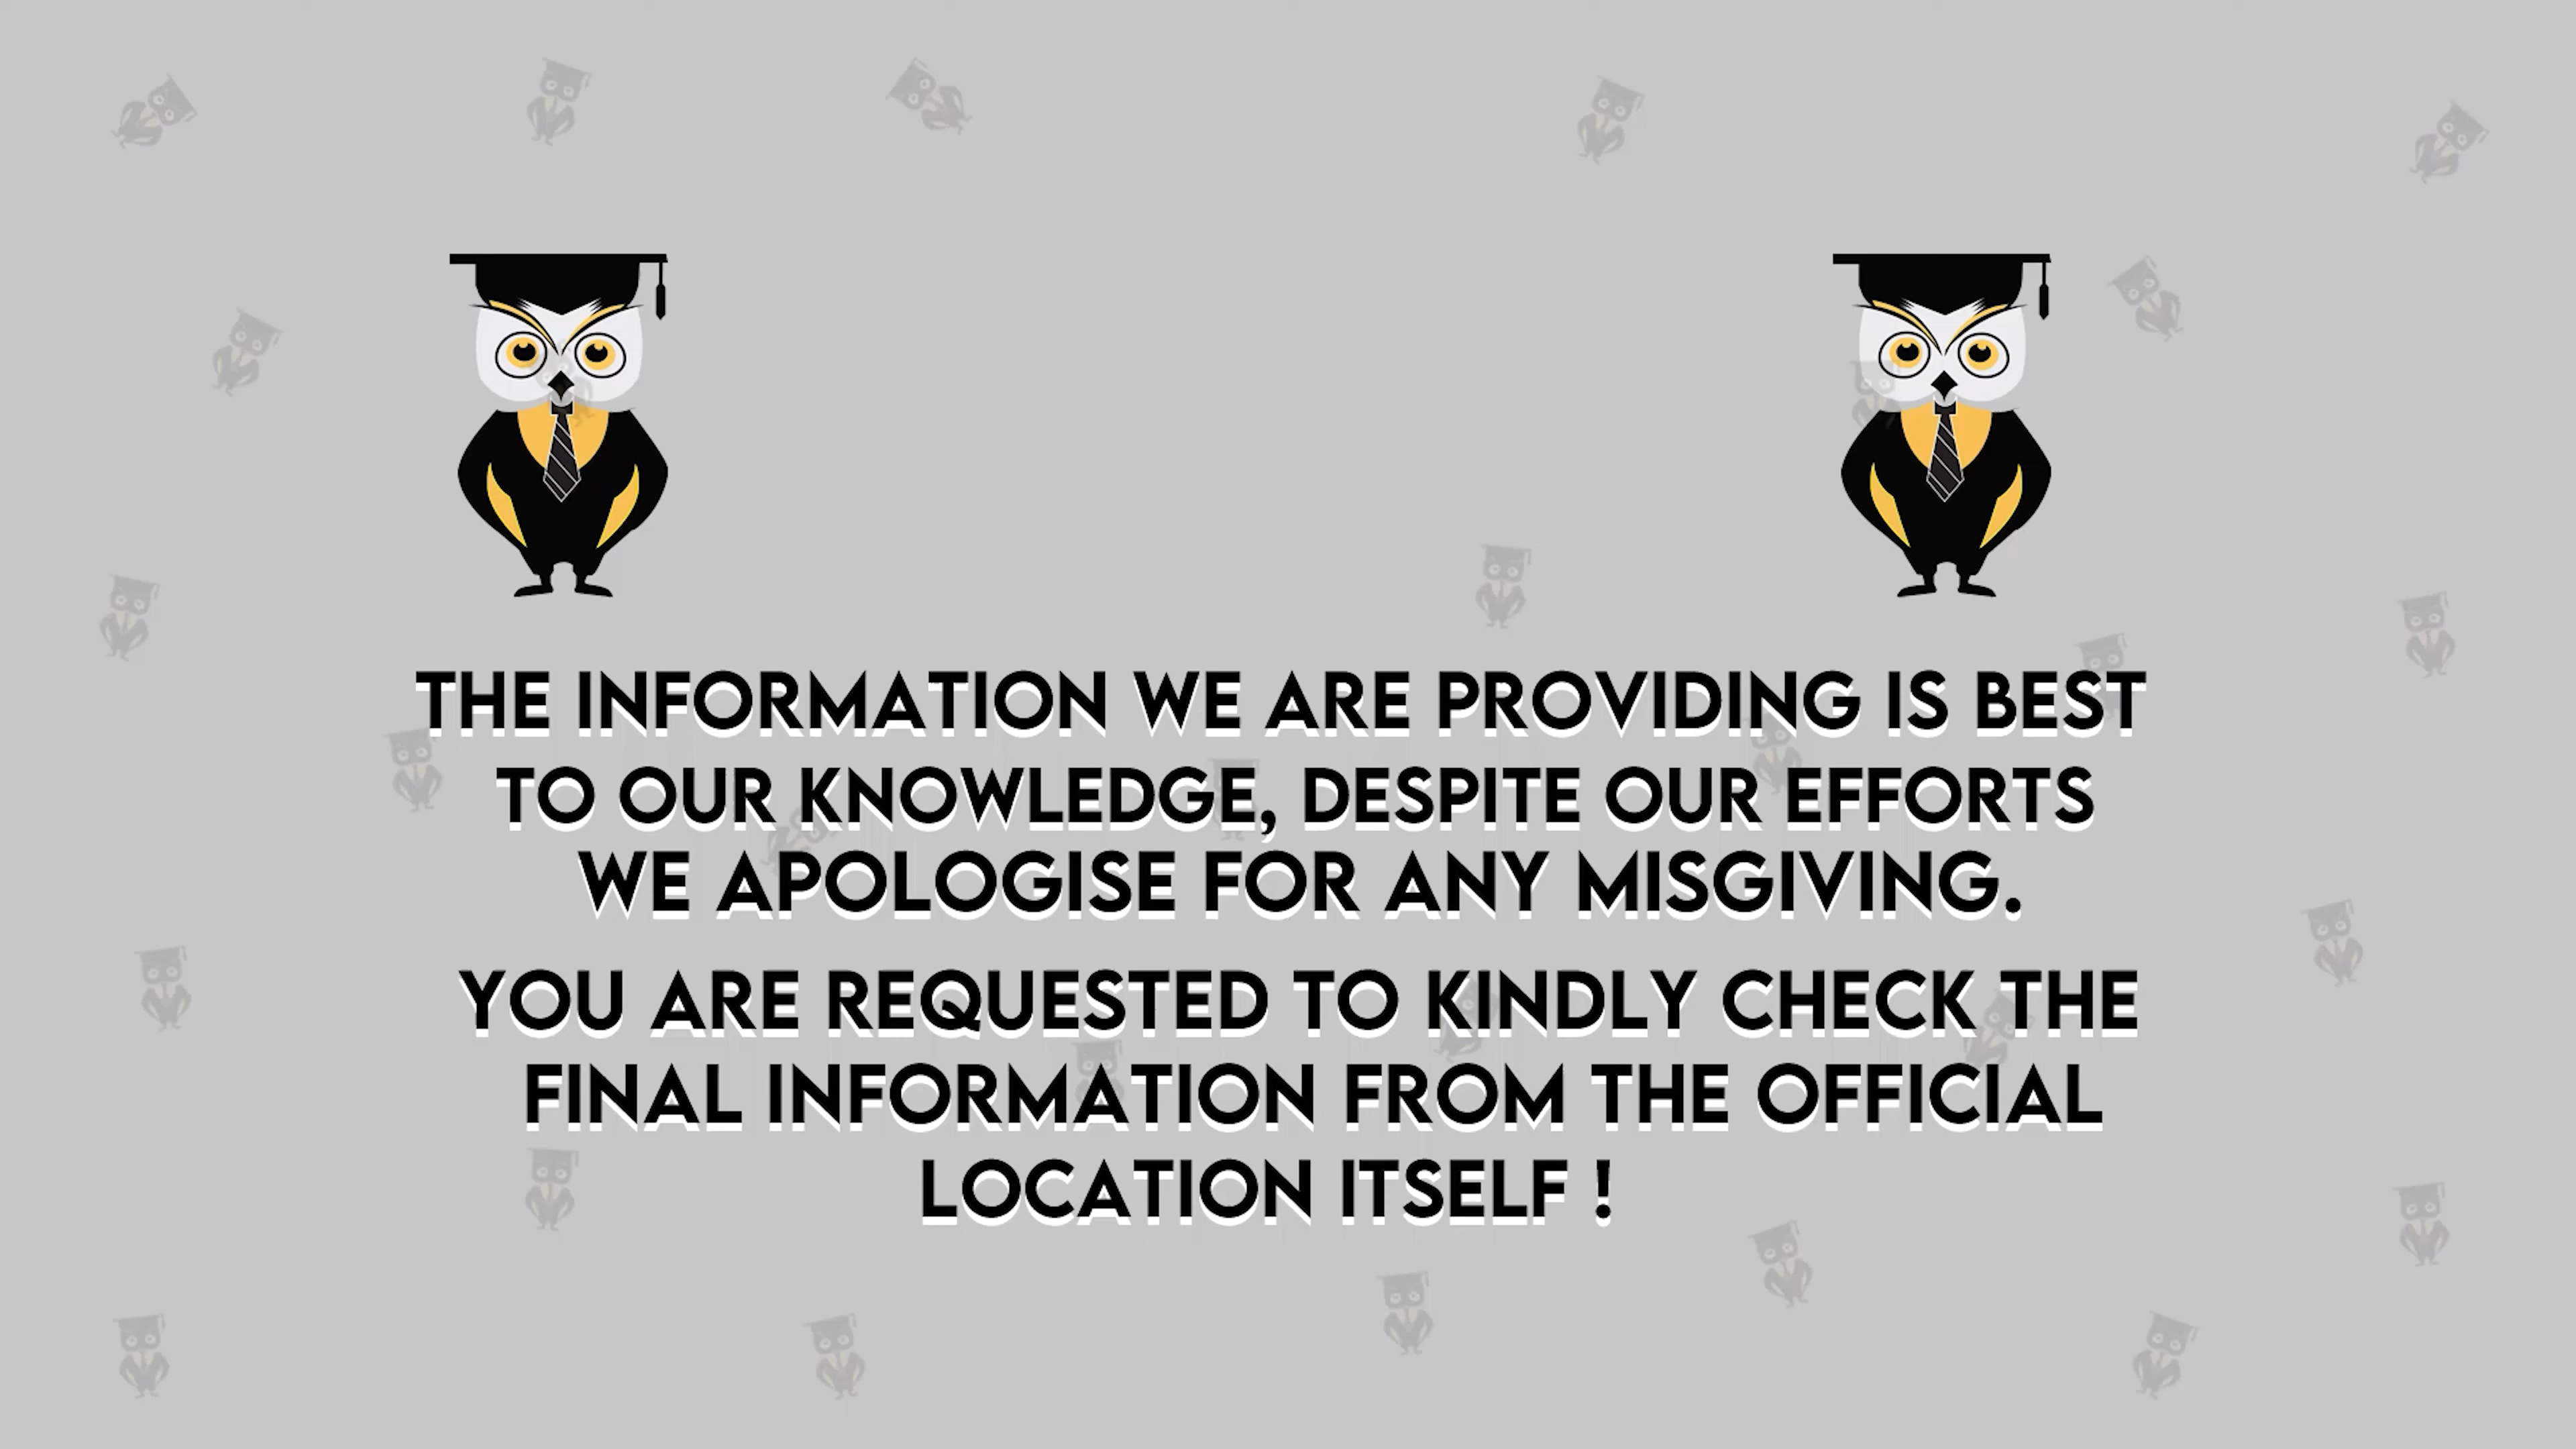 THE INFORMATION WE ARE PROVIDING IS BEST
TO OUR KNOWLEDGE, DESPITE OUR EFFORTS
WE APOLOGISE FOR ANY MISGIVING.
YOU ARE REQUESTED TO KINDLY CHECK THE
FINAL INFORMATION FROM THE OFFICIAL
LOCATION ITSELF !